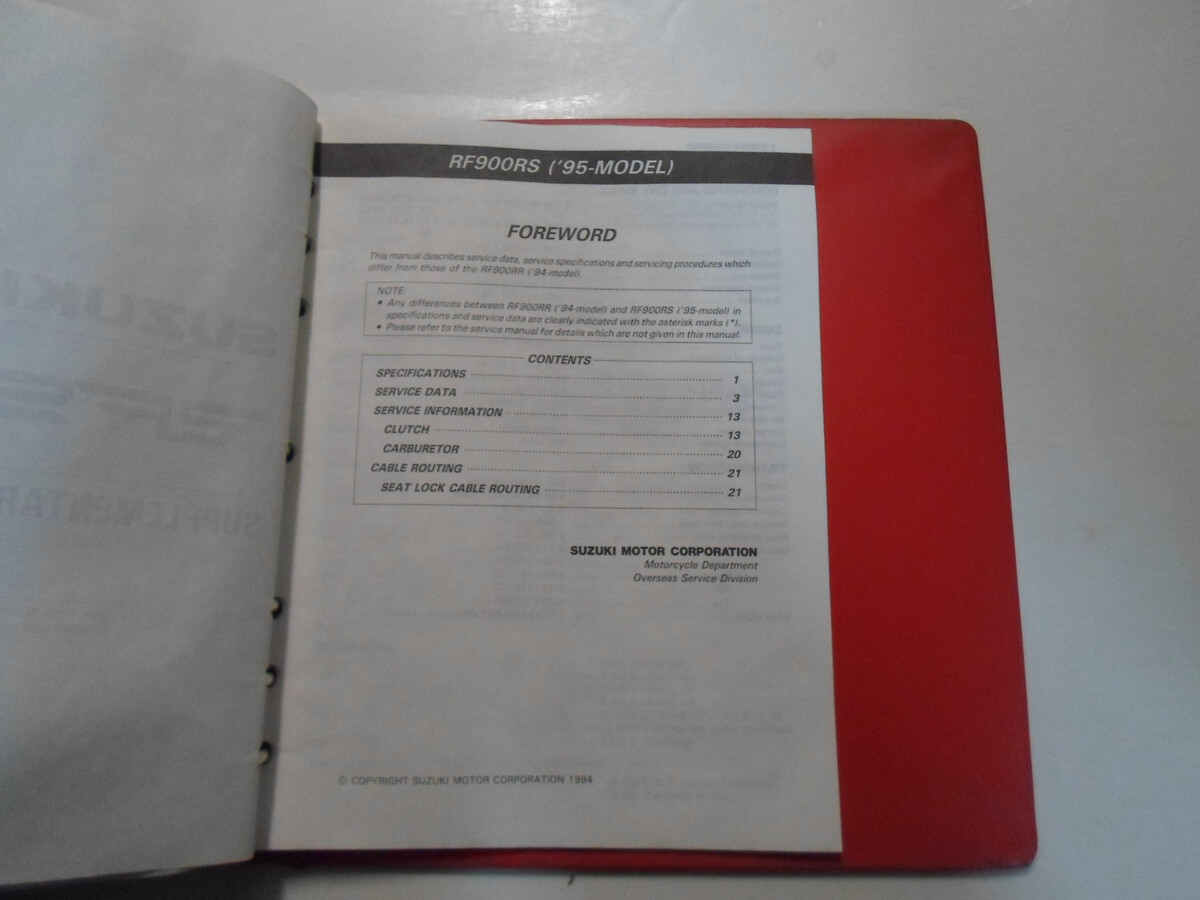 RF900RS ('95-MODEL)
FOREWORD
This manual describes service data, service specifications and servicing procedures which
differ from those of the RF900RR ('94-model).
NOTE:
• Any differences between RF900RR ('94-model) and RF900RS ('95-model) in
specifications and service data are clearly indicated with the asterisk marks (*).
• Please refer to the service manual for details which are not given in this manual.
CONTENTS
SPECIFICATIONS 1
SERVICE DATA 3
SERVICE INFORMATION 13
CLUTCH 13
CARBURETOR 20
CABLE ROUTING 21
SEAT LOCK CABLE ROUTING 21
SUZUKI MOTOR CORPORATION
Motorcycle Department
Overseas Service Division
© COPYRIGHT SUZUKI MOTOR CORPORATION 1994